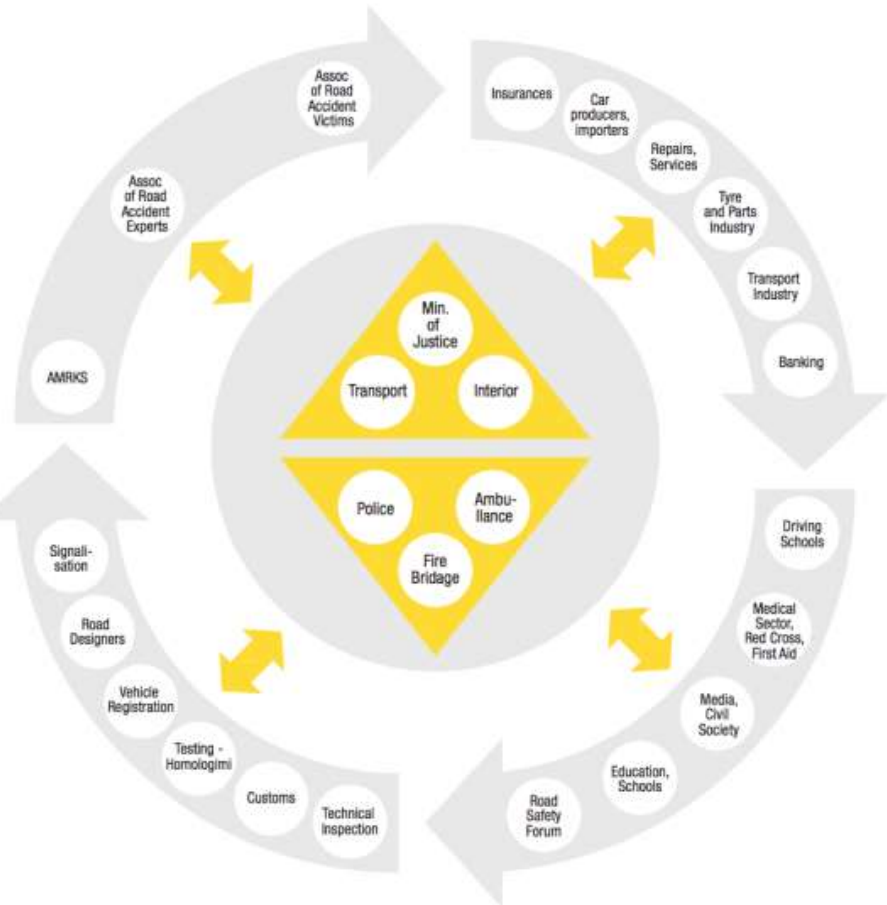 Assoc
of Road
Accident
Victims
Assoc
of Road
Accident
Experts
AMRKS
Insurances
Car
producers,
importers
Repairs,
Services
Tyre
and Parts
Industry
Transport
Industry
Banking
Min.
of
Justice
Transport
Interior
Police
Ambu-
llance
Fire
Bridage
Driving
Schools
Medical
Sector,
Red Cross,
First Aid
Media,
Civil
Society
Education,
Schools
Road
Safety
Forum
Technical
Inspection
Customs
Testing -
Homologimi
Vehicle
Registration
Road
Designers
Signali-
sation